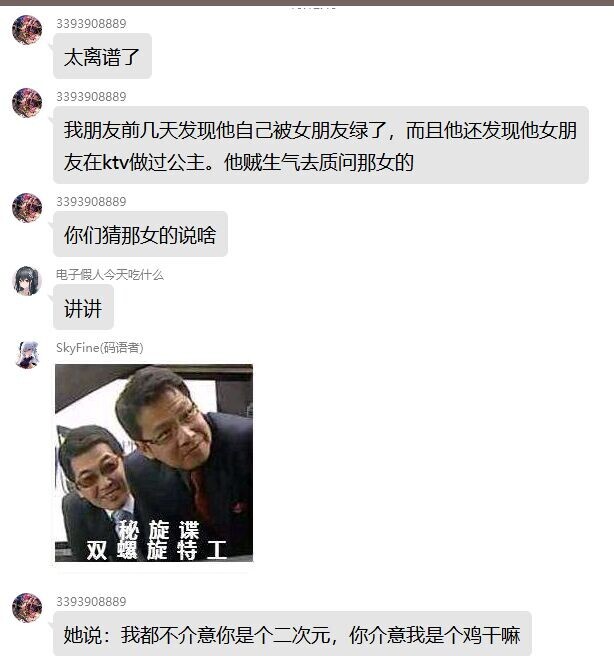 3393908889
太离谱了
3393908889
我朋友前几天发现他自己被女朋友绿了，而且他还发现他女朋
友在ktv做过公主。他贼生气去质问那女的
3393908889
你们猜那女的说啥
电子假人今天吃什么
讲讲
SkyFine(码语者)
秘旋谍
双螺旋特工
3393908889
她说：我都不介意你是个二次元，你介意我是个鸡干嘛